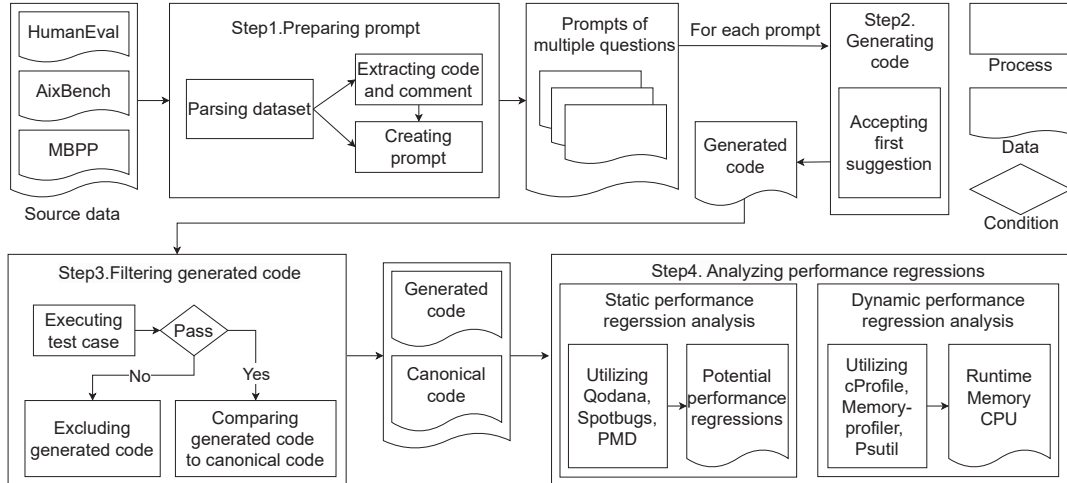 HumanEval
AixBench
MBPP
Source data
Step1.Preparing prompt
Parsing dataset
Extracting code
and comment
Creating
prompt
Prompts of
multiple questions
For each prompt
Step2.
Generating
code
Accepting
first
suggestion
Generated
code
Process
Data
Condition
Step3.Filtering generated code
Executing
test case
Pass
No
Yes
Excluding
generated code
Comparing
generated code
to canonical code
Generated
code
Canonical
code
Step4. Analyzing performance regressions
Static performance
regerssion analysis
Utilizing
Qodana,
Spotbugs,
PMD
Potential
performance
regressions
Dynamic performance
regression analysis
Utilizing
cProfile,
Memory-
profiler,
Psutil
Runtime
Memory
CPU